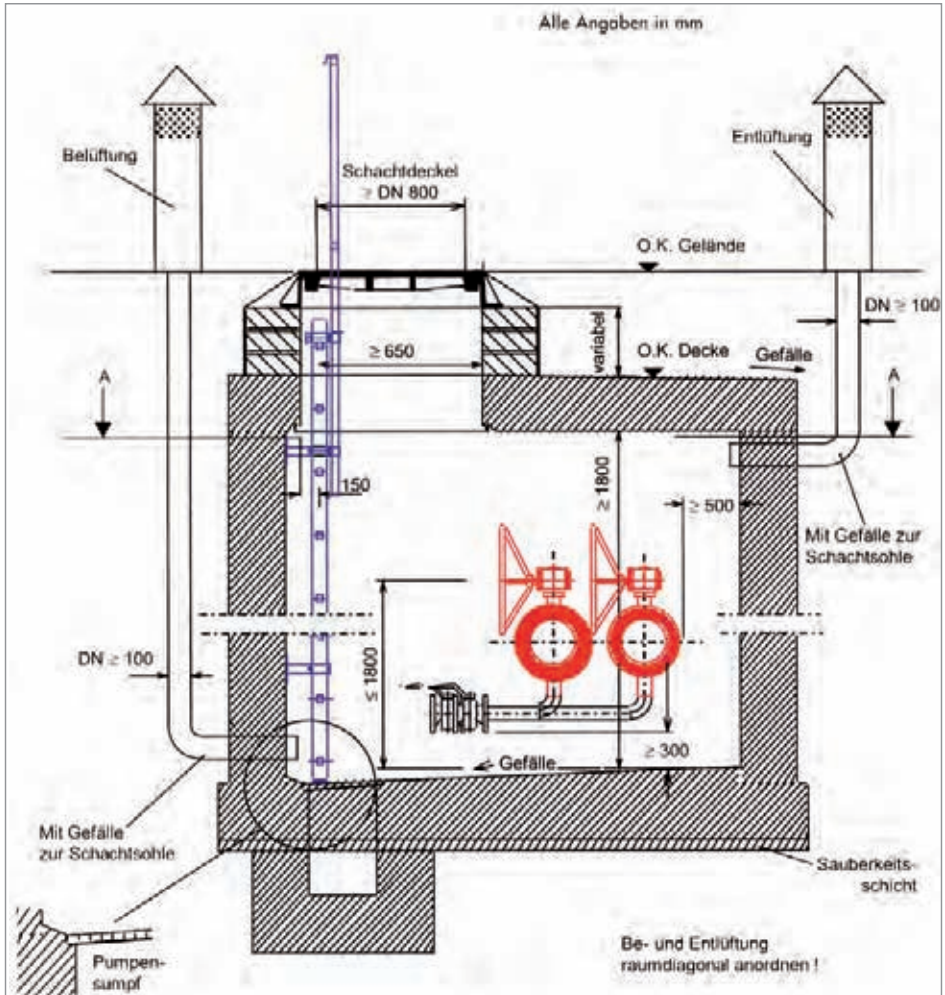 Alle Angaben in mm
Belüftung
Entlüftung
Schachtdeckel
≥ DN 800
O.K. Gelände
DN ≥ 100
variabel
≥ 650
O.K. Decke
Gefälle
A
A
150
≥ 1800
≥ 500
Mit Gefälle zur
Schachtsohle
DN ≥ 100
≤ 1800
≥ 300
Gefälle
Mit Gefälle
zur Schachtsohle
Sauberkeits-
schicht
Pumpen-
sumpf
Be- und Entlüftung
raumdiagonal anordnen !